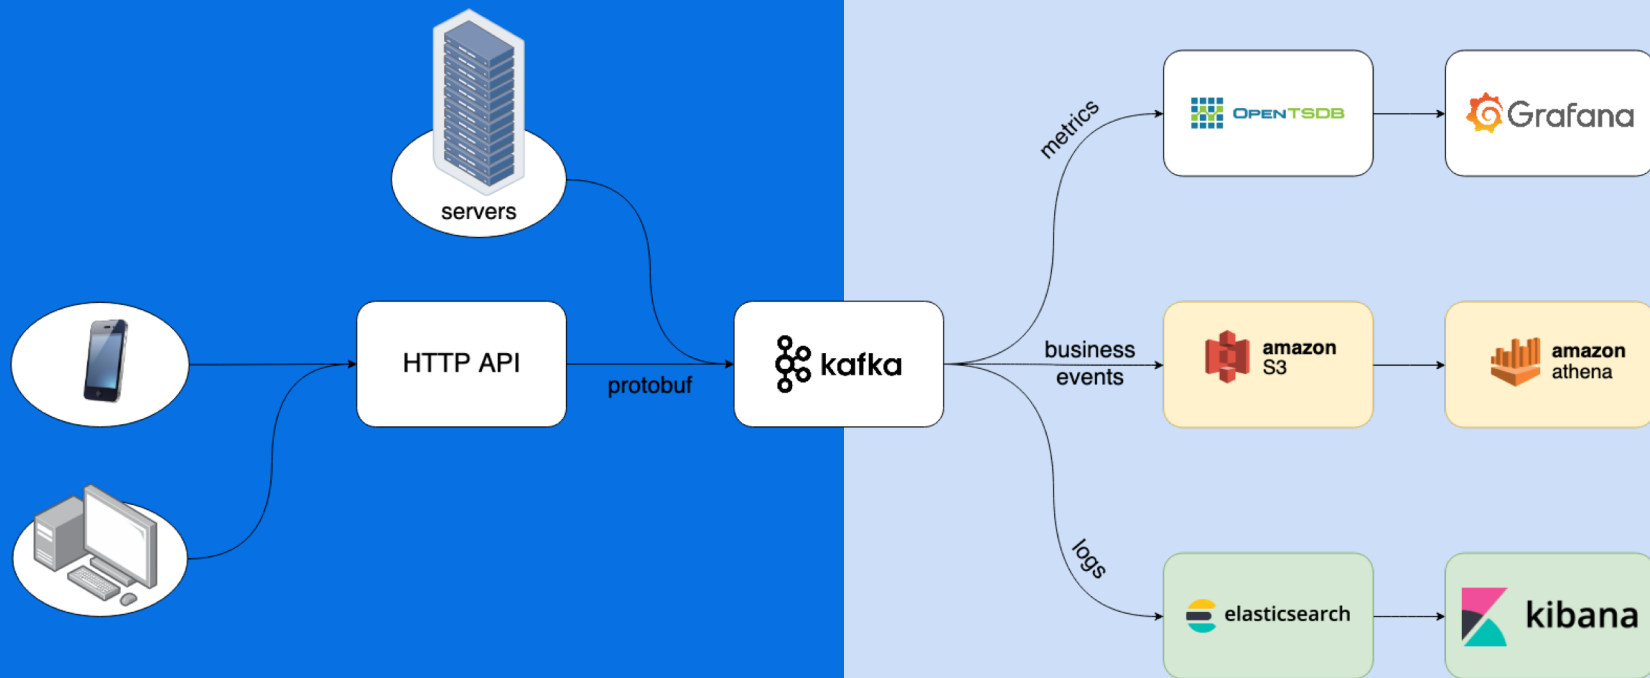 servers
HTTP API
protobuf
kafka
metrics
OPENTSDB
Grafana
business
events
amazon
S3
amazon
athena
logs
elasticsearch
kibana